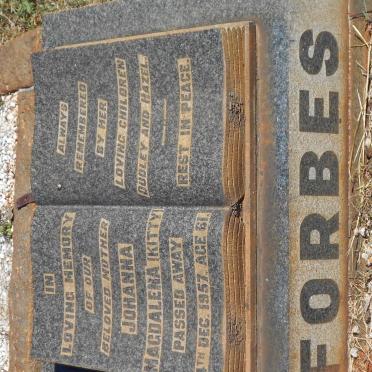 IN
LOVING MEMORY
OF OUR
BELOVED MOTHER
JOHANNA
MAGDALENA (KITTY)
PASSED AWAY
4TH DEC. 1957. AGE 61
ALWAYS
REMEMBERED
BY HER
LOVING CHILDREN
DUDLEY AND HAZEL
REST IN PEACE.
FORBES